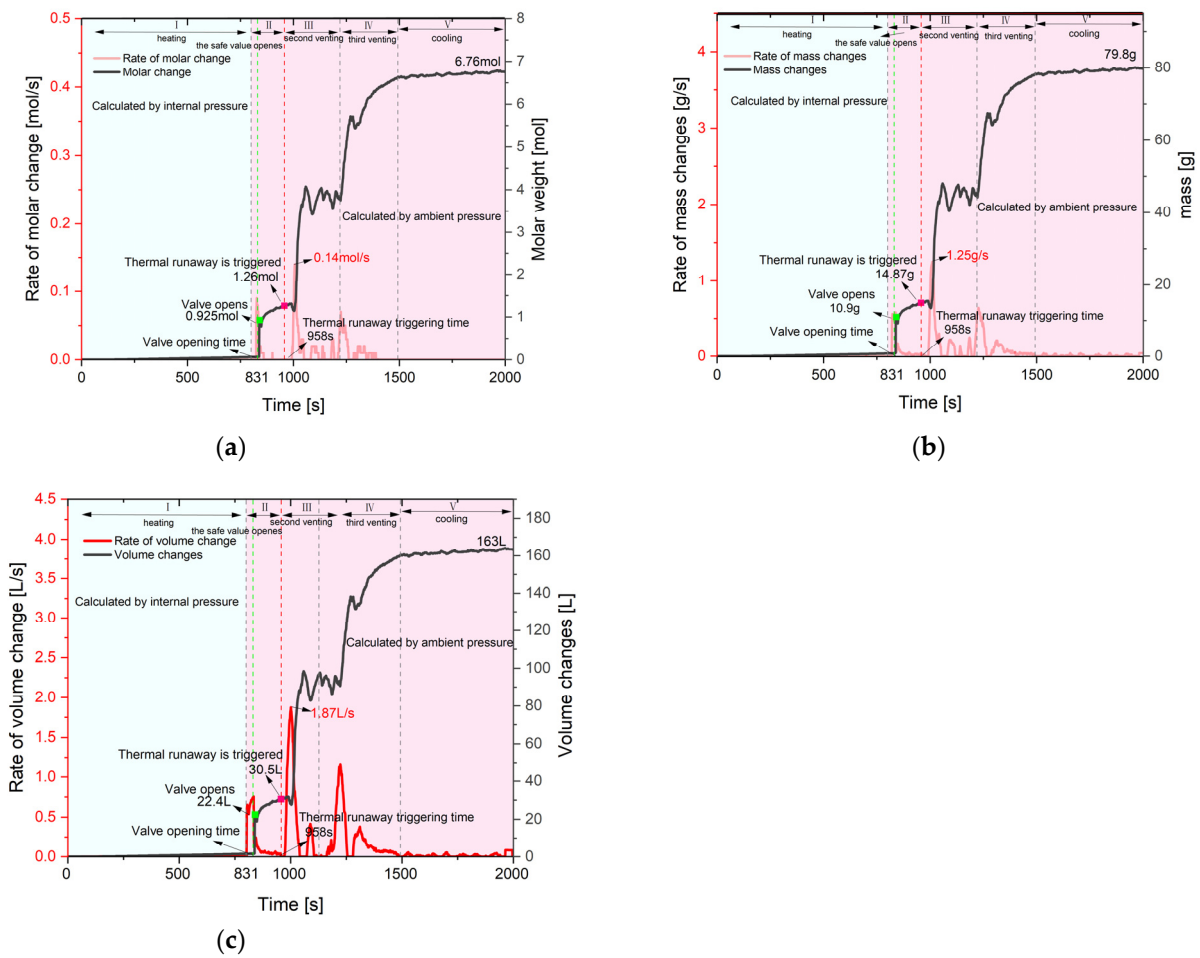 I II III IV V
heating second venting third venting cooling
the safe value openes
Rate of molar change
Molar change
6.76mol
Calculated by internal pressure
Calculated by ambient pressure
Thermal runaway is triggered
1.26mol
0.14mol/s
Valve opens
0.925mol
Thermal runaway triggering time
958s
Valve opening time
Rate of molar change [mol/s]
0.5
0.4
0.3
0.2
0.1
0.0
Molar weight [mol]
8
7
6
5
4
3
2
1
0
0 500 831 1000 1500 2000
Time [s]
(a)
I II III IV V
heating second venting third venting cooling
the safe value opens
Rate of mass changes
Mass changes
79.8g
Calculated by internal pressure
Calculated by ambient pressure
Thermal runaway is triggered
14.87g
1.25g/s
Valve opens
10.9g
Thermal runaway triggering time
958s
Valve opening time
Rate of mass changes [g/s]
4
3
2
1
0
mass [g]
80
60
40
20
0
0 500 831 1000 1500 2000
Time [s]
(b)
I II III IV V
heating second venting third venting cooling
the safe value openes
Rate of volume change
Volume changes
163L
Calculated by internal pressure
Calculated by ambient pressure
1.87L/s
Thermal runaway is triggered
30.5L
Valve opens
22.4L
Thermal runaway triggering time
958s
Valve opening time
Rate of volume change [L/s]
4.5
4.0
3.5
3.0
2.5
2.0
1.5
1.0
0.5
0.0
Volume changes [L]
180
160
140
120
100
80
60
40
20
0
0 500 831 1000 1500 2000
Time [s]
(c)